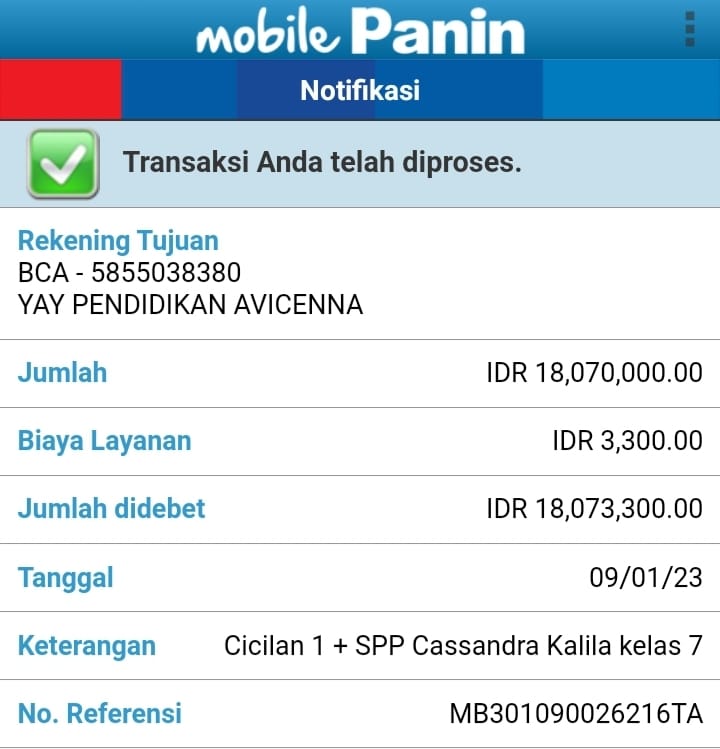 mobile Panin
Notifikasi
Transaksi Anda telah diproses.
Rekening Tujuan
BCA - 5855038380
YAY PENDIDIKAN AVICENNA
Jumlah IDR 18,070,000.00
Biaya Layanan IDR 3,300.00
Jumlah didebet IDR 18,073,300.00
Tanggal 09/01/23
Keterangan Cicilan 1 + SPP Cassandra Kalila kelas 7
No. Referensi MB301090026216TA